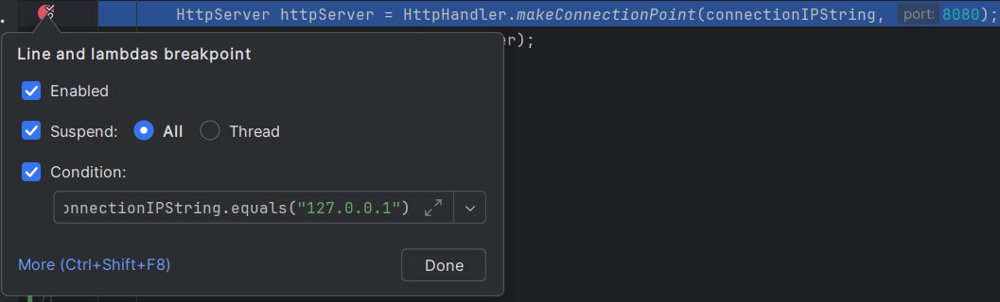 HttpServer httpServer = HttpHandler.makeConnectionPoint(connectionIPString, port: 8080);
er);
Line and lambdas breakpoint
Enabled
Suspend: All Thread
Condition:
onnectionIPString.equals("127.0.0.1")
More (Ctrl+Shift+F8)
Done